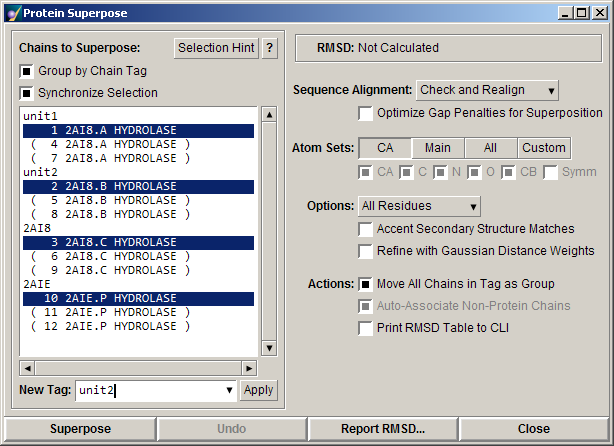 Protein Superpose
Chains to Superpose:
Selection Hint
?
Group by Chain Tag
Synchronize Selection
unit1
1 2AI8.A HYDROLASE
( 4 2AI8.A HYDROLASE )
( 7 2AI8.A HYDROLASE )
unit2
2 2AI8.B HYDROLASE
( 5 2AI8.B HYDROLASE )
( 8 2AI8.B HYDROLASE )
2AI8
3 2AI8.C HYDROLASE
( 6 2AI8.C HYDROLASE )
( 9 2AI8.C HYDROLASE )
2AIE
10 2AIE.P HYDROLASE
( 11 2AIE.P HYDROLASE )
( 12 2AIE.P HYDROLASE )
New Tag: unit2 Apply
RMSD: Not Calculated
Sequence Alignment: Check and Realign
Optimize Gap Penalties for Superposition
Atom Sets: CA Main All Custom
CA C N O CB Symm
Options: All Residues
Accent Secondary Structure Matches
Refine with Gaussian Distance Weights
Actions: Move All Chains in Tag as Group
Auto-Associate Non-Protein Chains
Print RMSD Table to CLI
Superpose Undo Report RMSD... Close